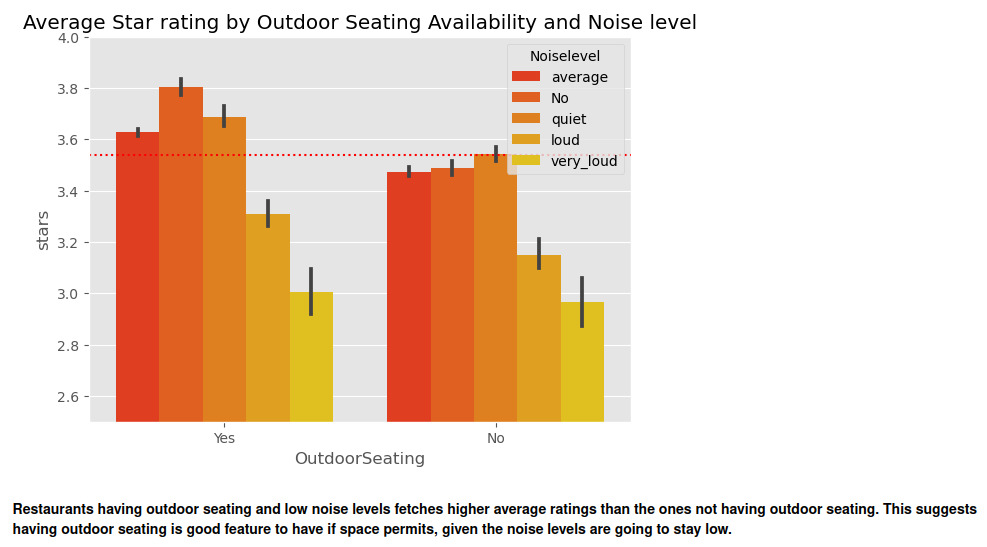 Average Star rating by Outdoor Seating Availability and Noise level
4.0
3.8
3.6
3.4
3.2
3.0
2.8
2.6
stars
Noiselevel
average
No
quiet
loud
very_loud
Yes
No
OutdoorSeating
Restaurants having outdoor seating and low noise levels fetches higher average ratings than the ones not having outdoor seating. This suggests
having outdoor seating is good feature to have if space permits, given the noise levels are going to stay low.